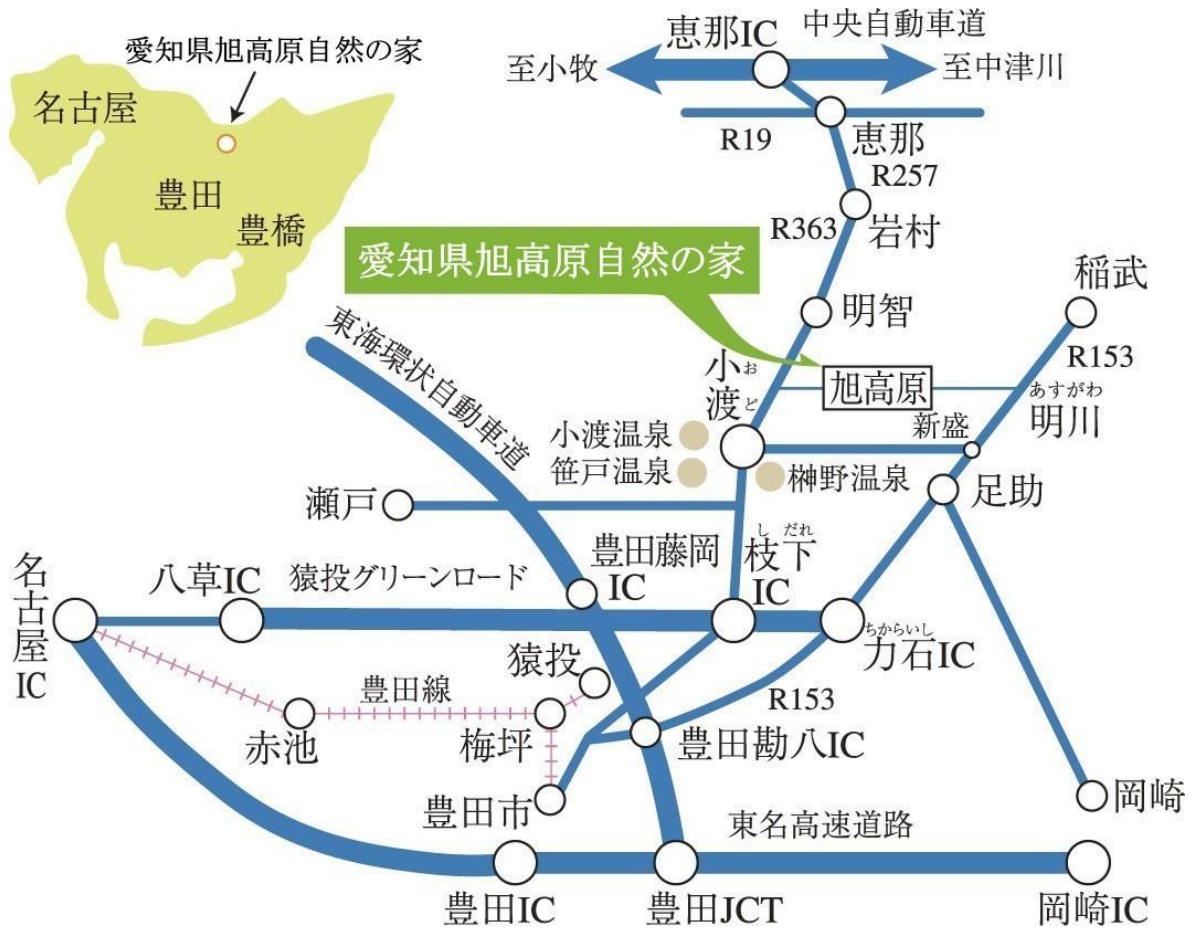 愛知県旭高原自然の家
名古屋
豊田
豊橋
恵那IC
中央自動車道
至小牧
至中津川
R19
恵那
R257
R363
岩村
愛知県旭高原自然の家
稲武
明智
R153
東海環状自動車道
小渡
おど
旭高原
あすがわ
明川
新盛
小渡温泉
笹戸温泉
榊野温泉
足助
瀬戸
豊田藤岡
IC
しだれ
枝下
IC
名古屋
IC
八草IC
猿投グリーンロード
ちからいし
力石IC
猿投
豊田線
R153
赤池
梅坪
豊田勘八IC
豊田市
岡崎
東名高速道路
豊田IC
豊田JCT
岡崎IC